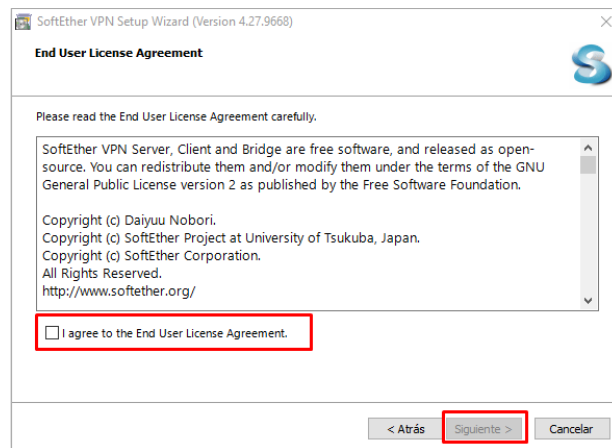 SoftEther VPN Setup Wizard (Version 4.27.9668)
End User License Agreement
Please read the End User License Agreement carefully.
SoftEther VPN Server, Client and Bridge are free software, and released as open-
source. You can redistribute them and/or modify them under the terms of the GNU
General Public License version 2 as published by the Free Software Foundation.
Copyright (c) Daiyuu Nobori.
Copyright (c) SoftEther Project at University of Tsukuba, Japan.
Copyright (c) SoftEther Corporation.
All Rights Reserved.
http://www.softether.org/
I agree to the End User License Agreement.
< Atrás Siguiente > Cancelar